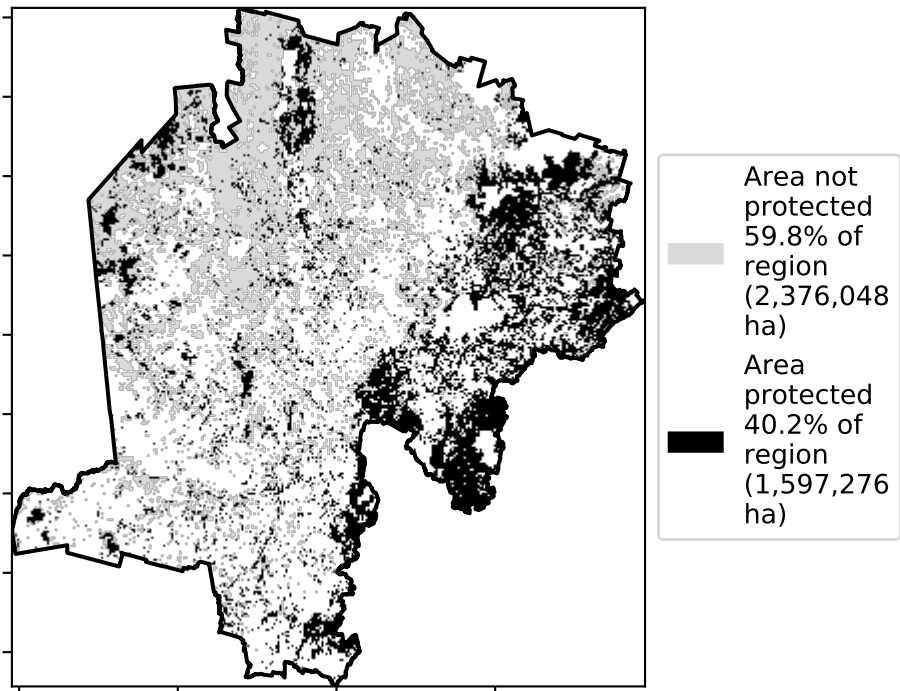 Area not
protected
59.8% of
region
(2,376,048
ha)
Area
protected
40.2% of
region
(1,597,276
ha)